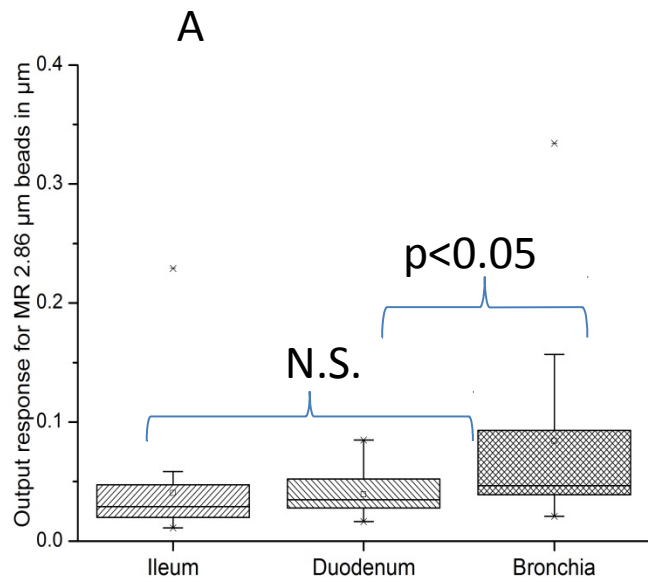 A
Output response for MR 2.86 µm beads in µm
0.4
0.3
0.2
0.1
0.0
p<0.05
N.S.
Ileum
Duodenum
Bronchia